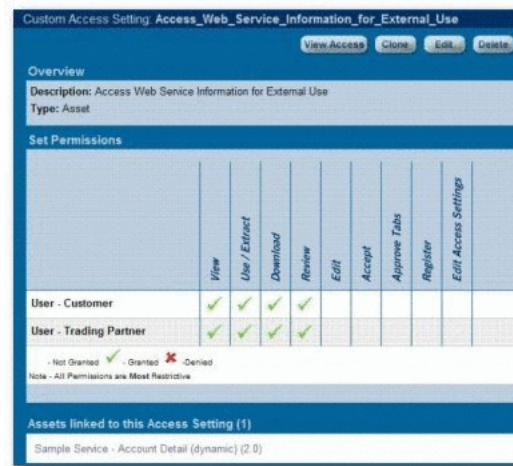 Custom Access Setting: Access_Web_Service_Information_for_External_Use
View Access Clone Edit Delete
Overview
Description: Access Web Service Information for External Use
Type: Asset
Set Permissions
View Use / Extract Download Review Edit Accept Approve Tabs Register Edit Access Settings
User - Customer
User - Trading Partner
- Not Granted - Granted -Denied
Note - All Permissions are Most Restrictive
Assets linked to this Access Setting (1)
Sample Service - Account Detail (dynamic) (2.0)